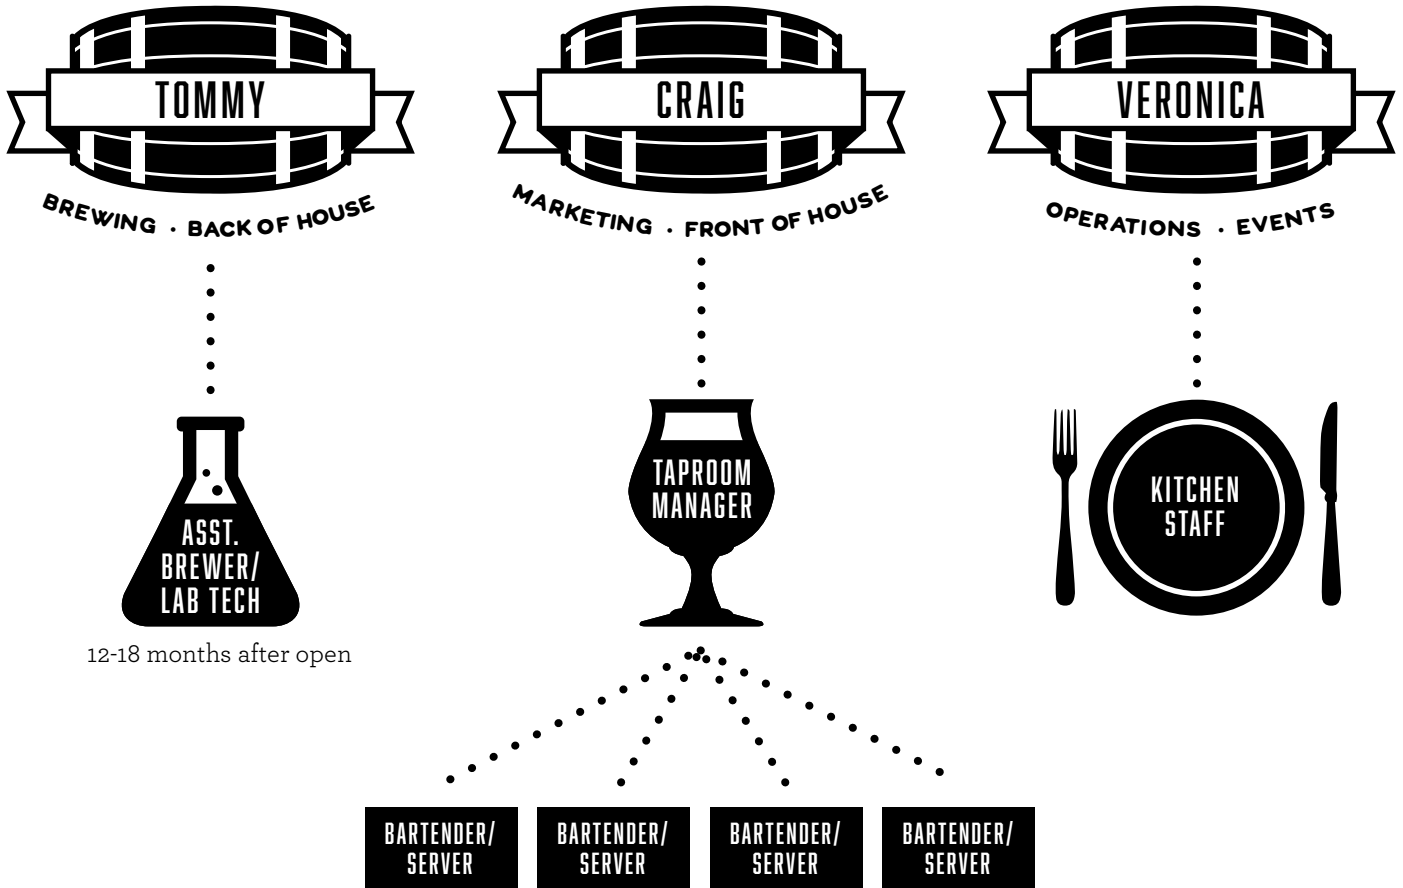 TOMMY
CRAIG
VERONICA
BREWING · BACK OF HOUSE
MARKETING · FRONT OF HOUSE
OPERATIONS · EVENTS
ASST.
BREWER/
LAB TECH
12-18 months after open
TAPROOM
MANAGER
KITCHEN
STAFF
BARTENDER/
SERVER
BARTENDER/
SERVER
BARTENDER/
SERVER
BARTENDER/
SERVER